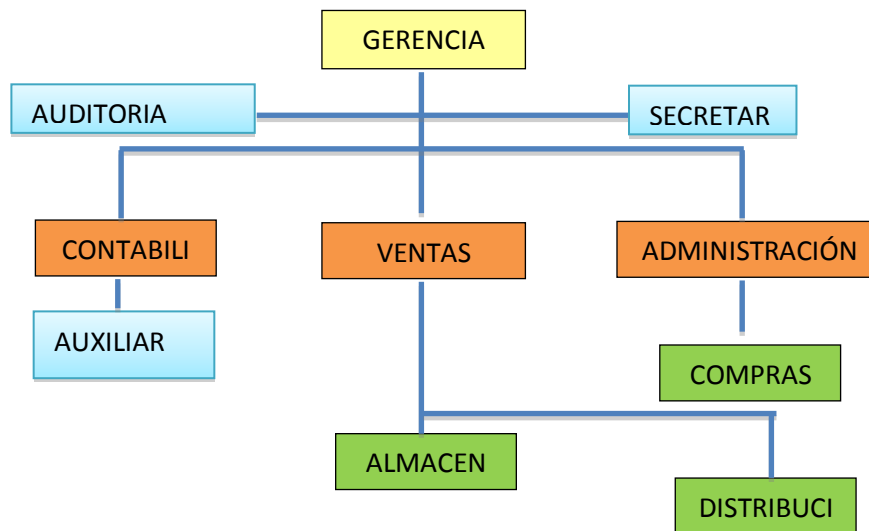 GERENCIA
AUDITORIA
SECRETAR
CONTABILI
VENTAS
ADMINISTRACIÓN
AUXILIAR
COMPRAS
ALMACEN
DISTRIBUCI